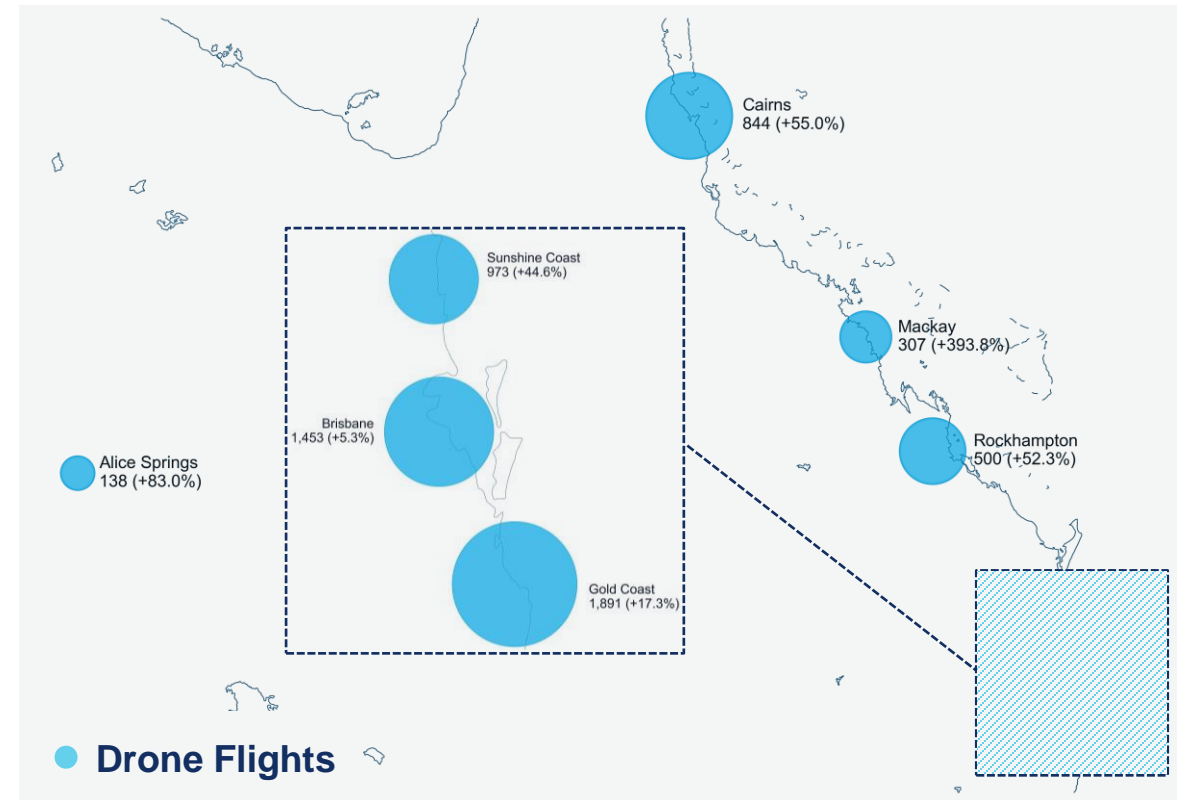 Cairns
844 (+55.0%)
Sunshine Coast
973 (+44.6%)
Mackay
307 (+393.8%)
Brisbane
1,453 (+5.3%)
Rockhampton
500 (+52.3%)
Alice Springs
138 (+83.0%)
Gold Coast
1,891 (+17.3%)
Drone Flights